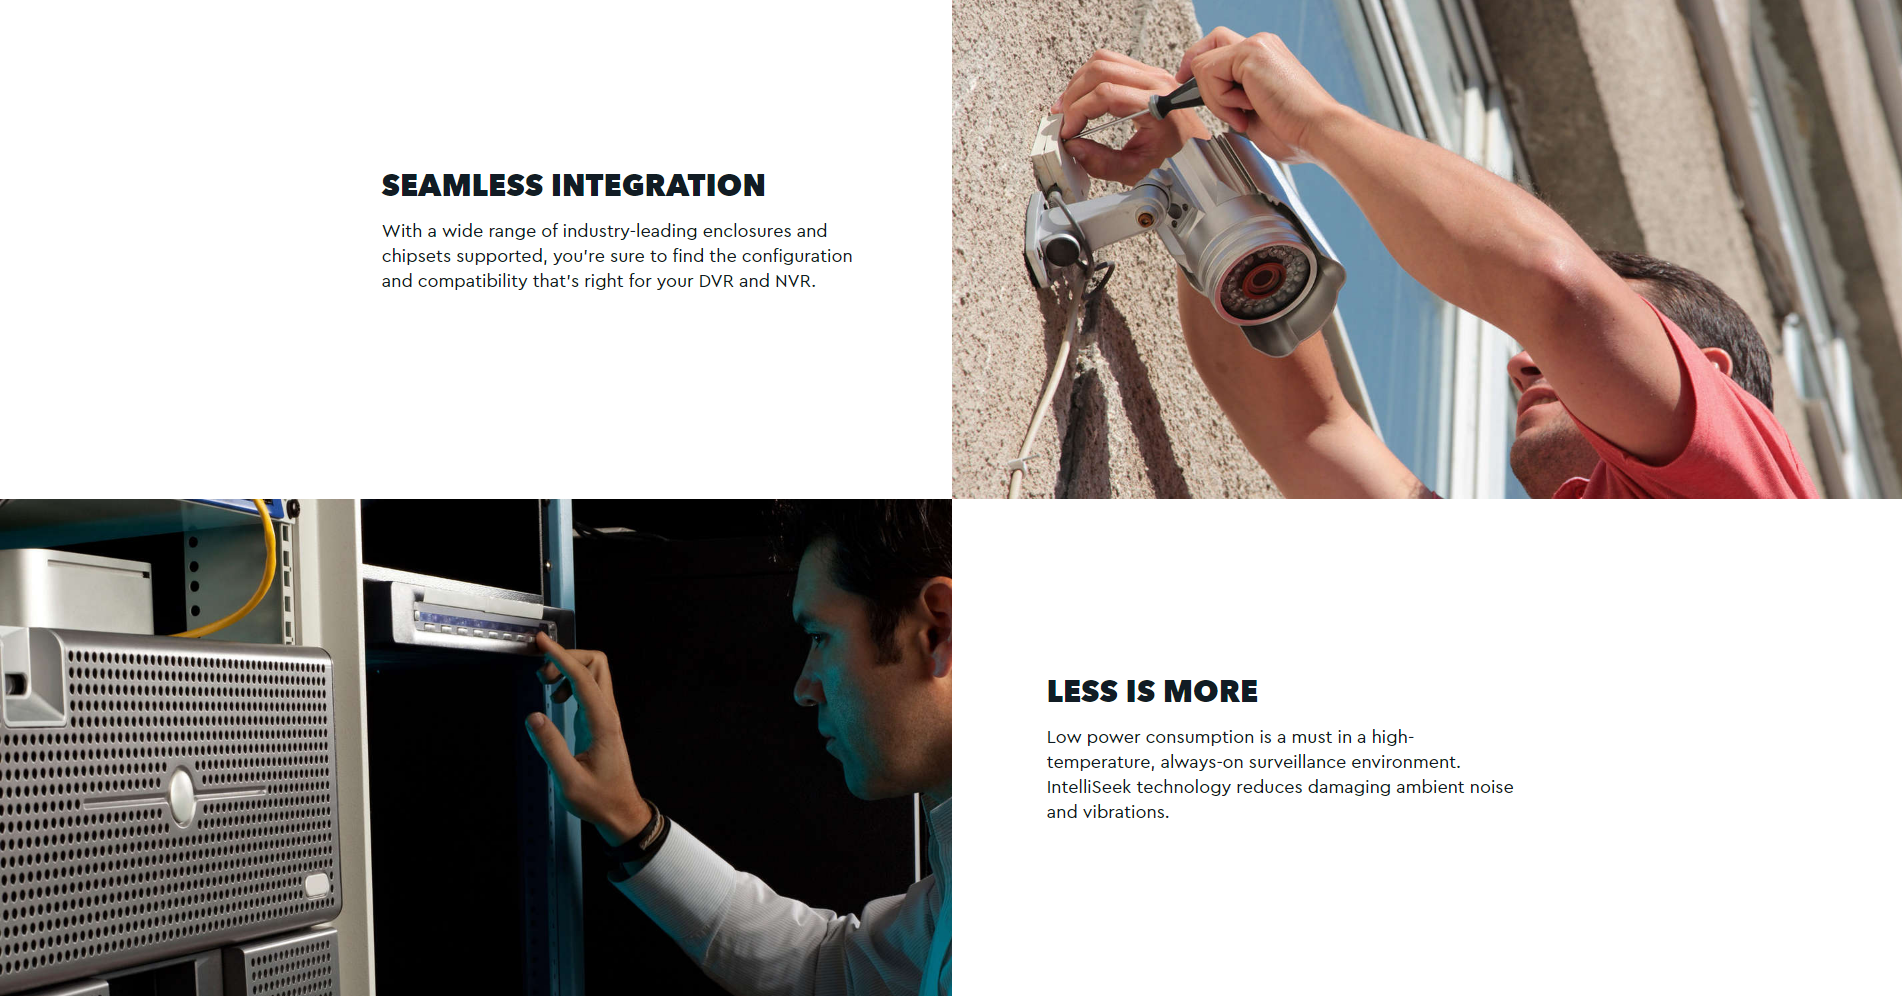 SEAMLESS INTEGRATION
With a wide range of industry-leading enclosures and
chipsets supported, you're sure to find the configuration
and compatibility that's right for your DVR and NVR.
LESS IS MORE
Low power consumption is a must in a high-
temperature, always-on surveillance environment.
IntelliSeek technology reduces damaging ambient noise
and vibrations.